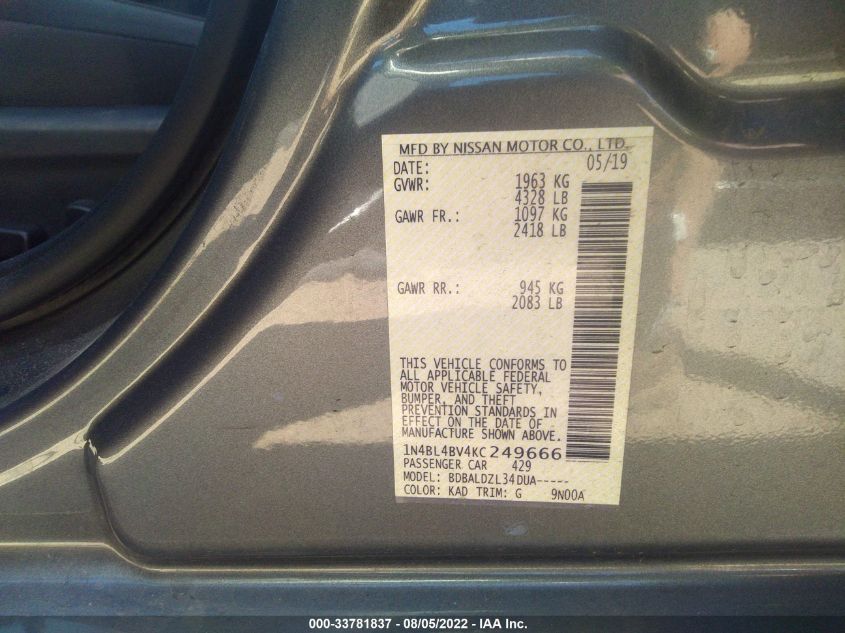 MFD BY NISSAN MOTOR CO., LTD.
DATE: 05/19
GVWR: 1963 KG
4328 LB
GAWR FR.: 1097 KG
2418 LB
GAWR RR.: 945 KG
2083 LB
THIS VEHICLE CONFORMS TO
ALL APPLICABLE FEDERAL
MOTOR VEHICLE SAFETY,
BUMPER, AND THEFT
PREVENTION STANDARDS IN
EFFECT ON THE DATE OF
MANUFACTURE SHOWN ABOVE.
1N4BL4BV4KC249666
PASSENGER CAR 429
MODEL: BDBALDZL34DUA-----
COLOR: KAD TRIM: G 9N00A
000-33781837 - 08/05/2022 - IAA Inc.